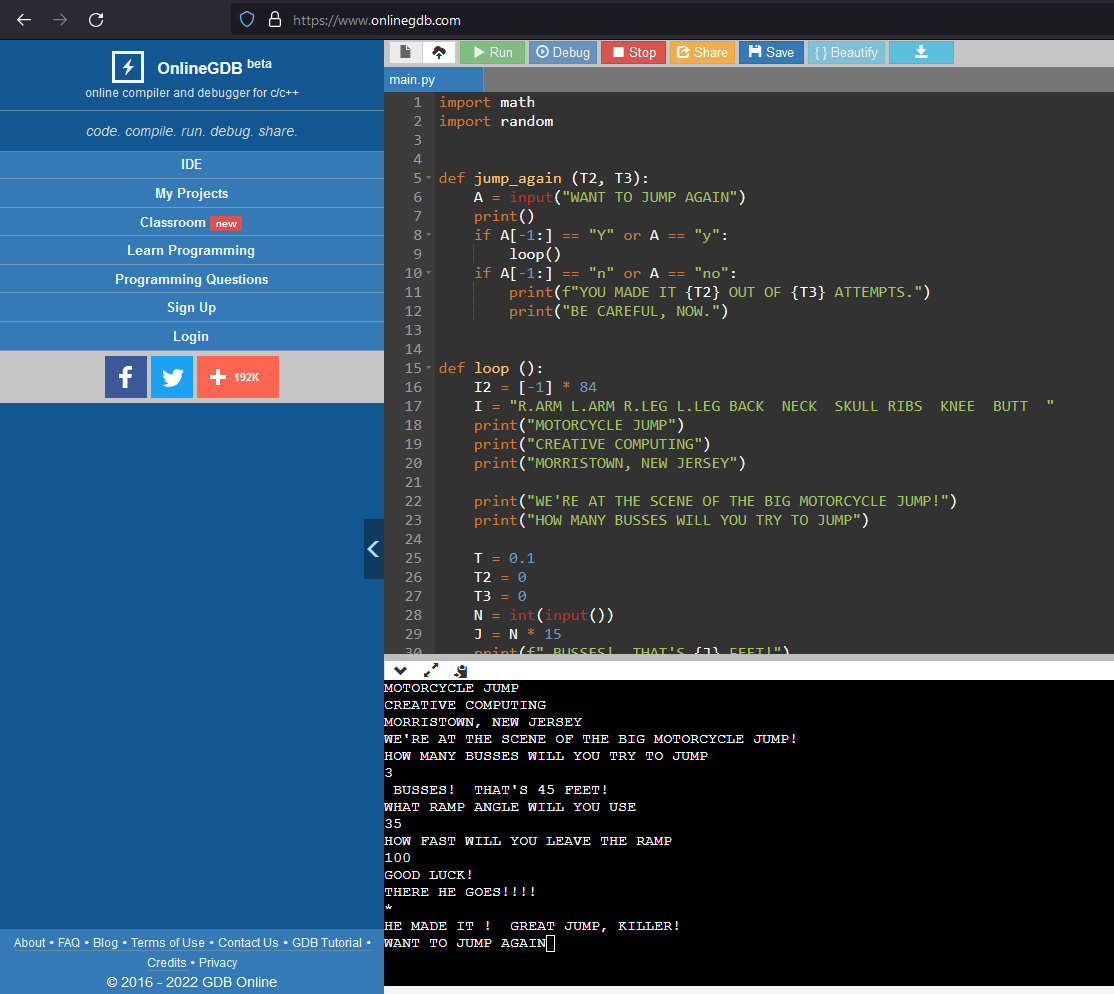 https://www.onlinegdb.com
OnlineGDB beta
online compiler and debugger for c/c++
code. compile. run. debug. share.
IDE
My Projects
Classroom new
Learn Programming
Programming Questions
Sign Up
Login
192K
About • FAQ • Blog • Terms of Use • Contact Us • GDB Tutorial •
Credits • Privacy
© 2016 - 2022 GDB Online
Run Debug Stop Share Save { } Beautify
main.py
1 import math
2 import random
3
4
5 def jump_again (T2, T3):
6 A = input("WANT TO JUMP AGAIN")
7 print()
8 if A[-1:] == "Y" or A == "y":
9 loop()
10 if A[-1:] == "n" or A == "no":
11 print(f"YOU MADE IT {T2} OUT OF {T3} ATTEMPTS.")
12 print("BE CAREFUL, NOW.")
13
14
15 def loop ():
16 I2 = [-1] * 84
17 I = "R.ARM L.ARM R.LEG L.LEG BACK  NECK  SKULL RIBS  KNEE  BUTT  "
18 print("MOTORCYCLE JUMP")
19 print("CREATIVE COMPUTING")
20 print("MORRISTOWN, NEW JERSEY")
21
22 print("WE'RE AT THE SCENE OF THE BIG MOTORCYCLE JUMP!")
23 print("HOW MANY BUSSES WILL YOU TRY TO JUMP")
24
25 T = 0.1
26 T2 = 0
27 T3 = 0
28 N = int(input())
29 J = N * 15
30 print(f" BUSSES!  THAT'S {J} FEET!")
MOTORCYCLE JUMP
CREATIVE COMPUTING
MORRISTOWN, NEW JERSEY
WE'RE AT THE SCENE OF THE BIG MOTORCYCLE JUMP!
HOW MANY BUSSES WILL YOU TRY TO JUMP
3
BUSSES!  THAT'S 45 FEET!
WHAT RAMP ANGLE WILL YOU USE
35
HOW FAST WILL YOU LEAVE THE RAMP
100
GOOD LUCK!
THERE HE GOES!!!!
*
HE MADE IT !  GREAT JUMP, KILLER!
WANT TO JUMP AGAIN